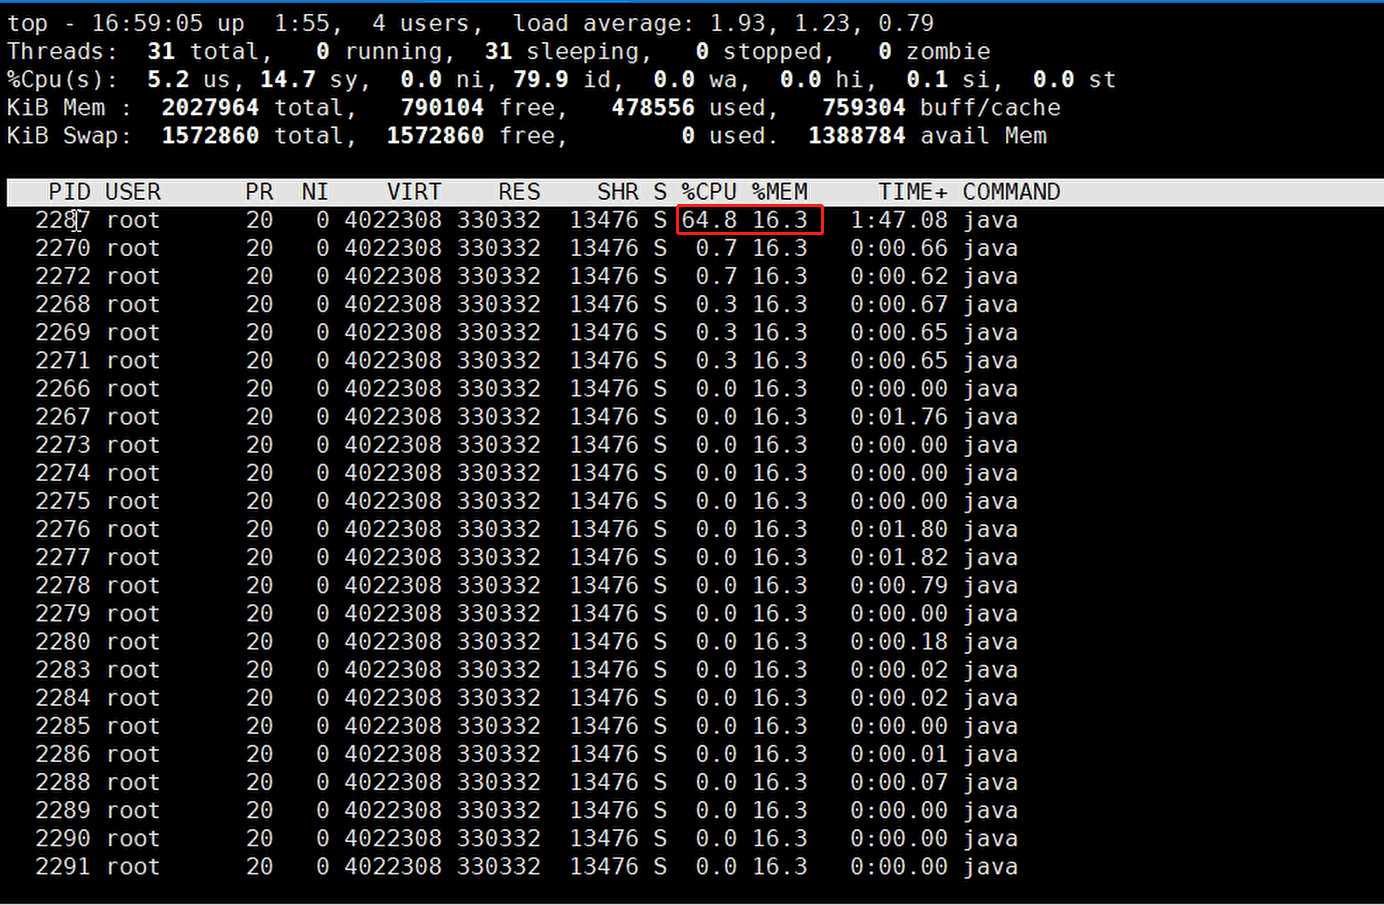 top - 16:59:05 up  1:55,  4 users,  load average: 1.93, 1.23, 0.79
Threads:  31 total,   0 running,  31 sleeping,   0 stopped,   0 zombie
%Cpu(s):  5.2 us, 14.7 sy,  0.0 ni, 79.9 id,  0.0 wa,  0.0 hi,  0.1 si,  0.0 st
KiB Mem :  2027964 total,   790104 free,   478556 used,   759304 buff/cache
KiB Swap:  1572860 total,  1572860 free,        0 used.  1388784 avail Mem
PID USER      PR  NI    VIRT    RES    SHR S %CPU %MEM     TIME+ COMMAND
2287 root      20   0 4022308 330332  13476 S 64.8 16.3   1:47.08 java
2270 root      20   0 4022308 330332  13476 S  0.7 16.3   0:00.66 java
2272 root      20   0 4022308 330332  13476 S  0.7 16.3   0:00.62 java
2268 root      20   0 4022308 330332  13476 S  0.3 16.3   0:00.67 java
2269 root      20   0 4022308 330332  13476 S  0.3 16.3   0:00.65 java
2271 root      20   0 4022308 330332  13476 S  0.3 16.3   0:00.65 java
2266 root      20   0 4022308 330332  13476 S  0.0 16.3   0:00.00 java
2267 root      20   0 4022308 330332  13476 S  0.0 16.3   0:01.76 java
2273 root      20   0 4022308 330332  13476 S  0.0 16.3   0:00.00 java
2274 root      20   0 4022308 330332  13476 S  0.0 16.3   0:00.00 java
2275 root      20   0 4022308 330332  13476 S  0.0 16.3   0:00.00 java
2276 root      20   0 4022308 330332  13476 S  0.0 16.3   0:01.80 java
2277 root      20   0 4022308 330332  13476 S  0.0 16.3   0:01.82 java
2278 root      20   0 4022308 330332  13476 S  0.0 16.3   0:00.79 java
2279 root      20   0 4022308 330332  13476 S  0.0 16.3   0:00.00 java
2280 root      20   0 4022308 330332  13476 S  0.0 16.3   0:00.18 java
2283 root      20   0 4022308 330332  13476 S  0.0 16.3   0:00.02 java
2284 root      20   0 4022308 330332  13476 S  0.0 16.3   0:00.02 java
2285 root      20   0 4022308 330332  13476 S  0.0 16.3   0:00.00 java
2286 root      20   0 4022308 330332  13476 S  0.0 16.3   0:00.01 java
2288 root      20   0 4022308 330332  13476 S  0.0 16.3   0:00.07 java
2289 root      20   0 4022308 330332  13476 S  0.0 16.3   0:00.00 java
2290 root      20   0 4022308 330332  13476 S  0.0 16.3   0:00.00 java
2291 root      20   0 4022308 330332  13476 S  0.0 16.3   0:00.00 java